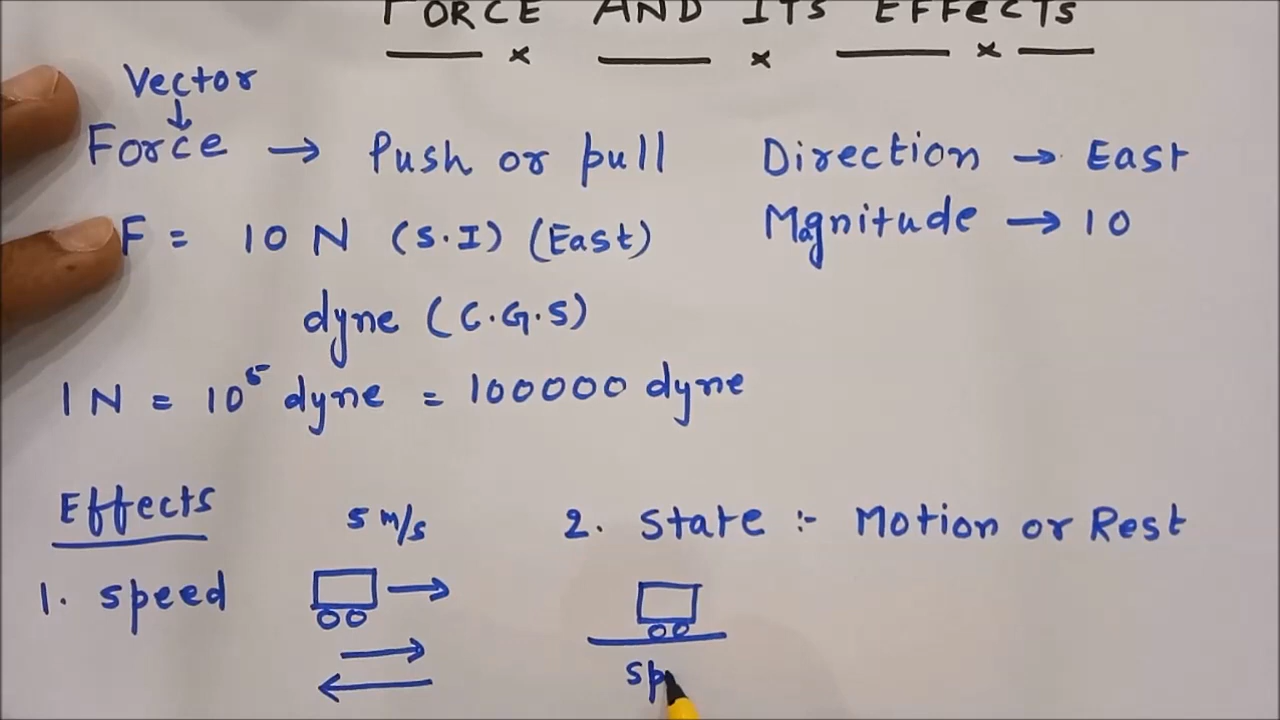 FORCE AND ITS EFFECTS
Vector
Force → Push or pull
Direction → East
F = 10 N (S.I) (East)
Magnitude → 10
dyne (C.G.S)
1 N = 10⁵ dyne = 100000 dyne
Effects
5 m/s
2. State :- Motion or Rest
1. speed
sp